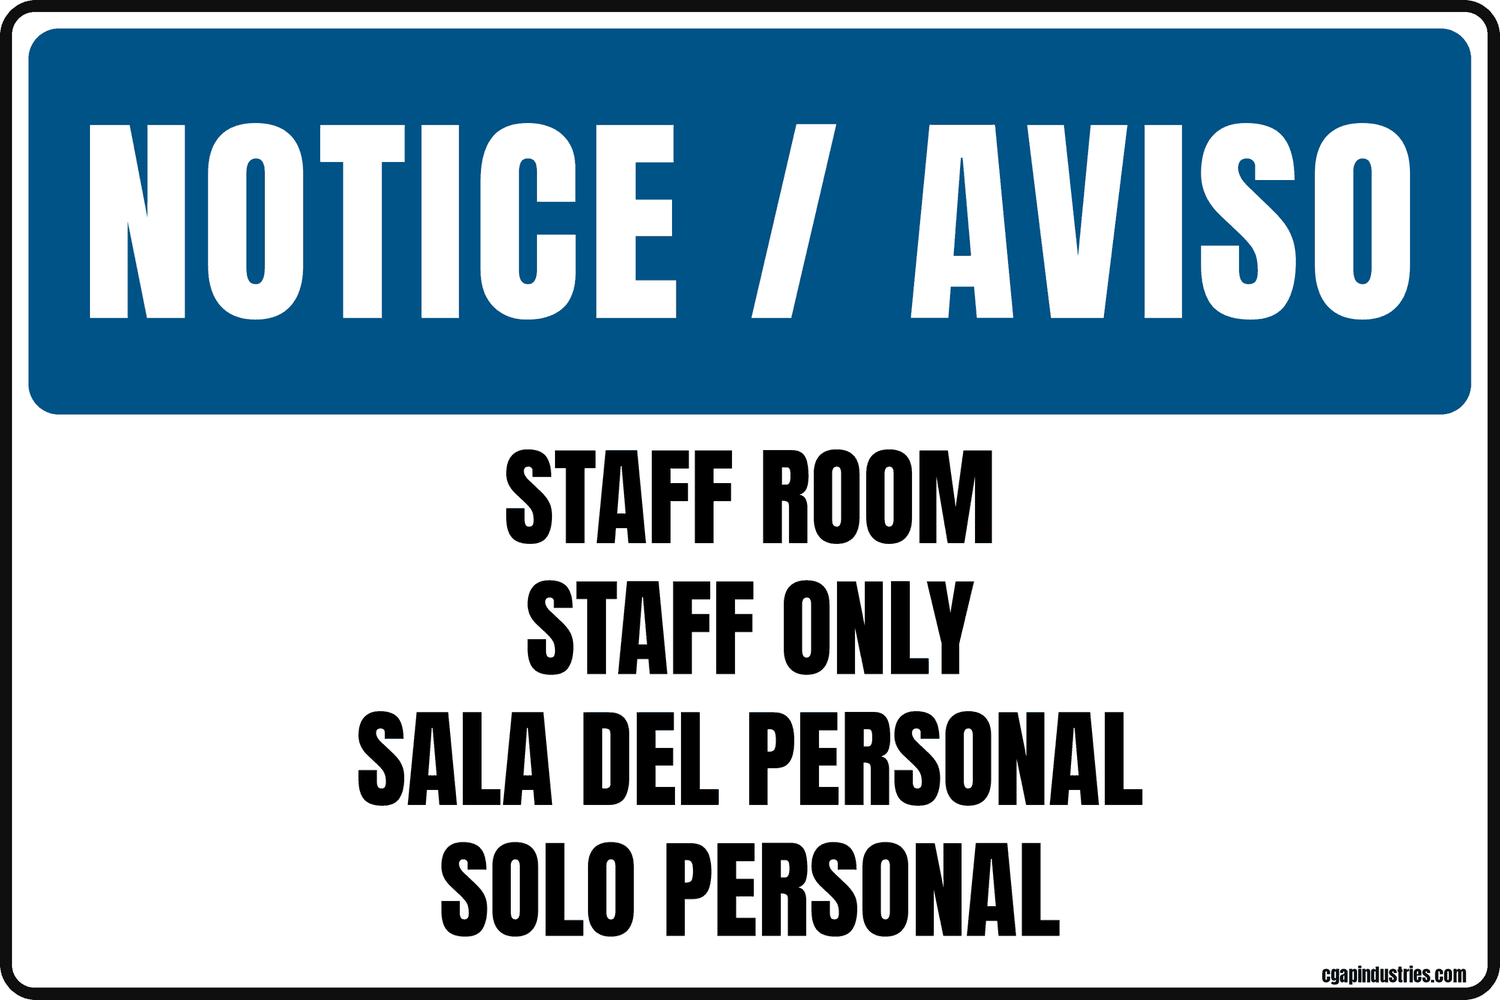 NOTICE / AVISO
STAFF ROOM
STAFF ONLY
SALA DEL PERSONAL
SOLO PERSONAL
cgapindustries.com